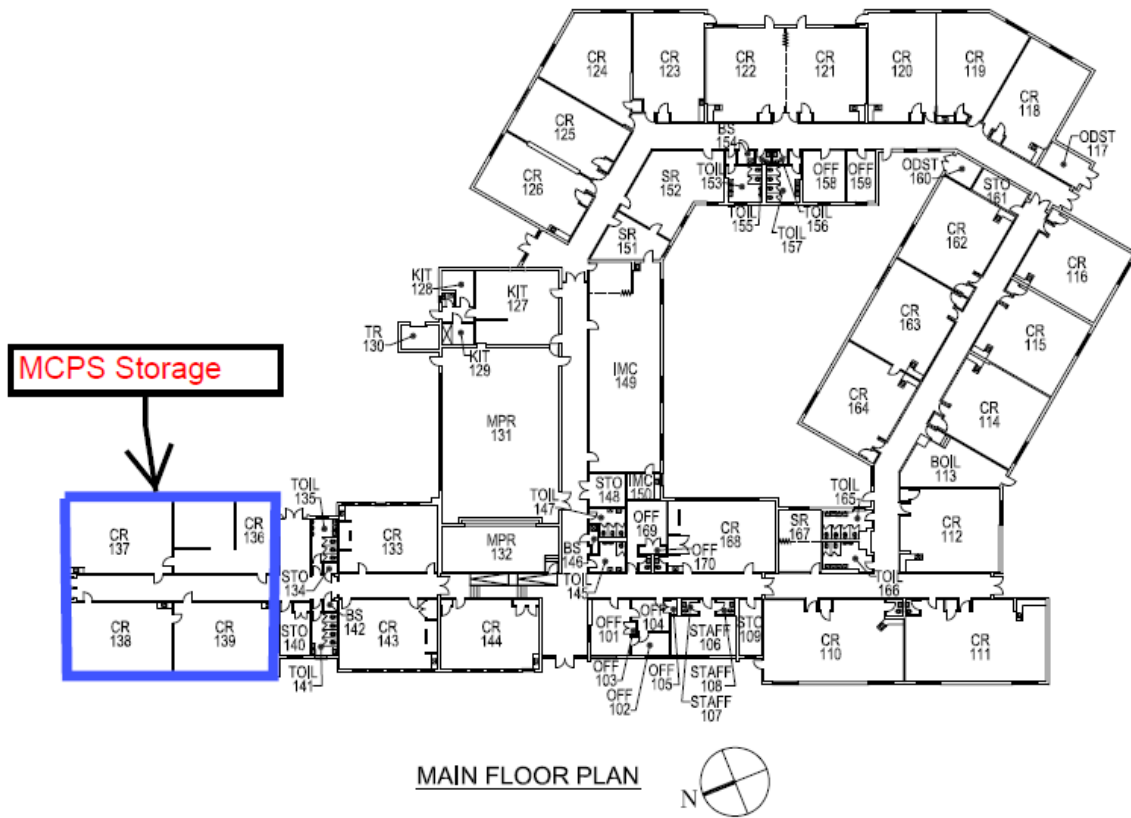 CR
124
CR
123
CR
122
CR
121
CR
120
CR
119
CR
118
CR
125
CR
126
BS
154
ODST
117
ODST
160
STO
161
SR
152
TOIL
153
OFF
158
OFF
159
TOIL
155
TOIL
156
TOIL
157
SR
151
CR
162
CR
116
KIT
128
KIT
127
TR
130
KIT
129
CR
163
CR
115
MCPS Storage
IMC
149
MPR
131
CR
164
CR
114
BOIL
113
TOIL
135
TOIL
147
STO
148
IMC
150
TOIL
165
CR
137
CR
136
CR
133
MPR
132
OFF
169
CR
168
SR
167
CR
112
STO
134
BS
146
TOIL
145
OFF
170
TOIL
166
CR
138
CR
139
STO
140
BS
142
CR
143
CR
144
OFF
101
OFF
104
STAFF
106
STO
109
CR
110
CR
111
TOIL
141
OFF
103
OFF
102
OFF
105
STAFF
108
STAFF
107
MAIN FLOOR PLAN
N